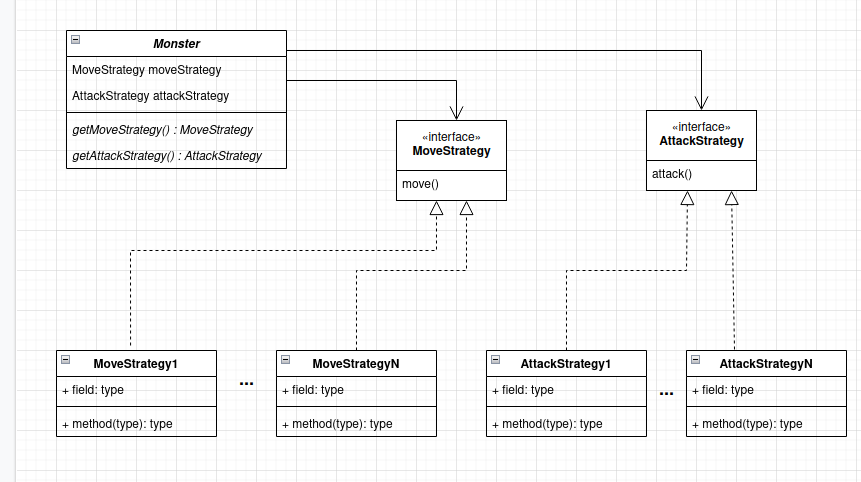 Monster
MoveStrategy moveStrategy
AttackStrategy attackStrategy
getMoveStrategy() : MoveStrategy
getAttackStrategy() : AttackStrategy
«interface»
MoveStrategy
move()
«interface»
AttackStrategy
attack()
MoveStrategy1
+ field: type
+ method(type): type
...
MoveStrategyN
+ field: type
+ method(type): type
AttackStrategy1
+ field: type
+ method(type): type
...
AttackStrategyN
+ field: type
+ method(type): type